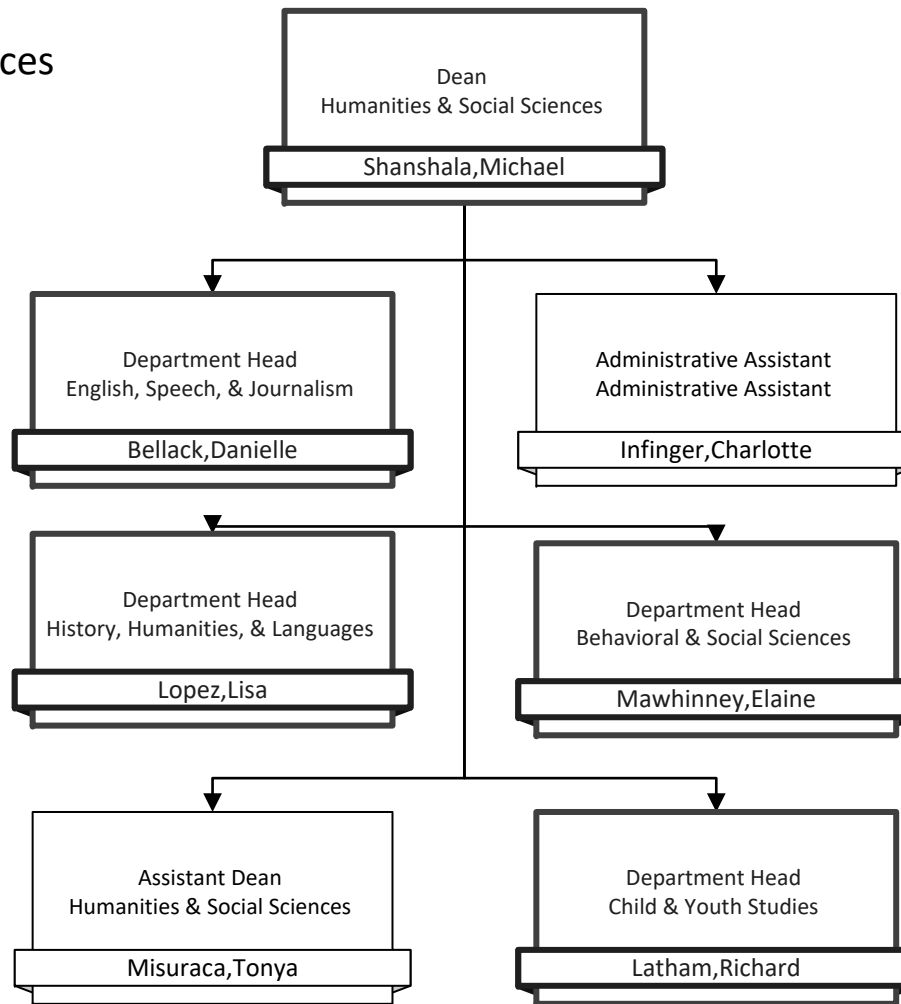 Dean
Humanities & Social Sciences
Shanshala,Michael
Department Head
English, Speech, & Journalism
Bellack,Danielle
Administrative Assistant
Administrative Assistant
Infinger,Charlotte
Department Head
History, Humanities, & Languages
Lopez,Lisa
Department Head
Behavioral & Social Sciences
Mawhinney,Elaine
Assistant Dean
Humanities & Social Sciences
Misuraca,Tonya
Department Head
Child & Youth Studies
Latham,Richard